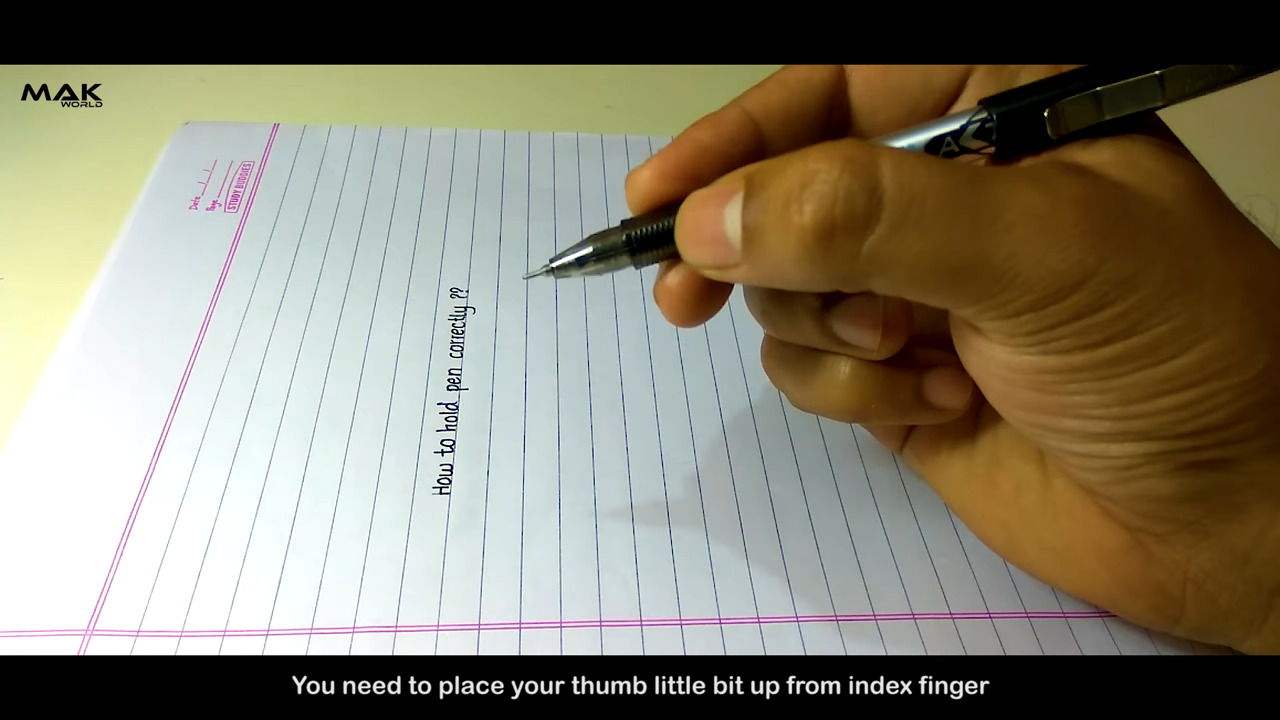 MAK
WORLD
Date
Page
STUDY BUDDIES
How to hold pen correctly ??
A
You need to place your thumb little bit up from index finger